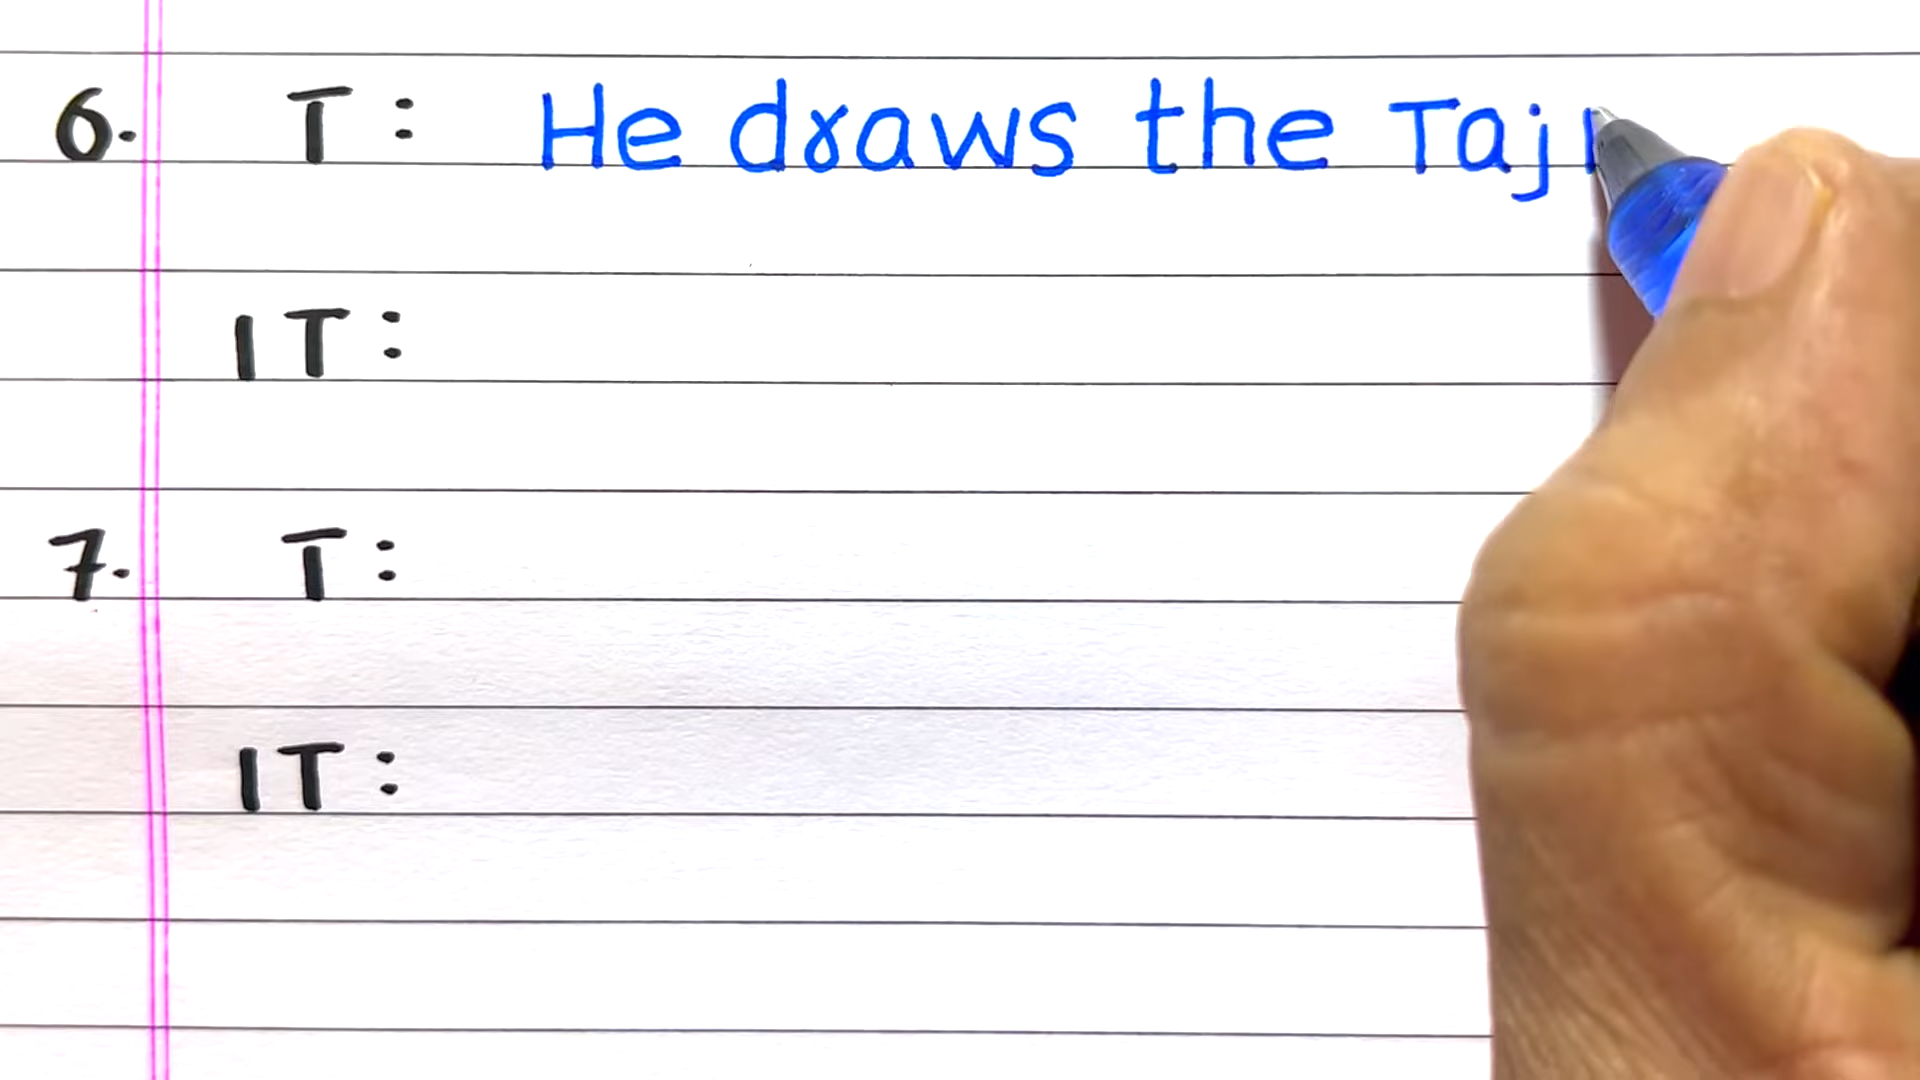 6. T: He draws the Taj
IT:
7. T:
IT: